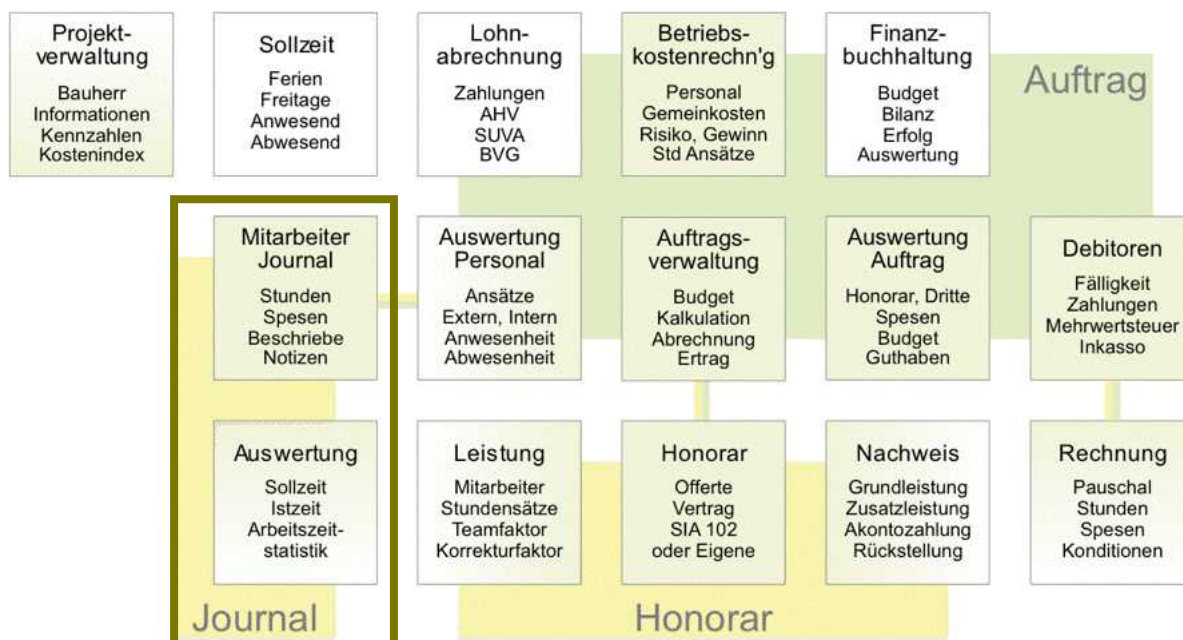 Projekt-
verwaltung
Bauherr
Informationen
Kennzahlen
Kostenindex
Sollzeit
Ferien
Freitage
Anwesend
Abwesend
Lohn-
abrechnung
Zahlungen
AHV
SUVA
BVG
Betriebs-
kostenrechn'g
Personal
Gemeinkosten
Risiko, Gewinn
Std Ansätze
Finanz-
buchhaltung
Budget
Bilanz
Erfolg
Auswertung
Auftrag
Mitarbeiter
Journal
Stunden
Spesen
Beschriebe
Notizen
Auswertung
Personal
Ansätze
Extern, Intern
Anwesenheit
Abwesenheit
Auftrags-
verwaltung
Budget
Kalkulation
Abrechnung
Ertrag
Auswertung
Auftrag
Honorar, Dritte
Spesen
Budget
Guthaben
Debitoren
Fälligkeit
Zahlungen
Mehrwertsteuer
Inkasso
Auswertung
Sollzeit
Istzeit
Arbeitszeit-
statistik
Leistung
Mitarbeiter
Stundensätze
Teamfaktor
Korrekturfaktor
Honorar
Offerte
Vertrag
SIA 102
oder Eigene
Nachweis
Grundleistung
Zusatzleistung
Akontozahlung
Rückstellung
Rechnung
Pauschal
Stunden
Spesen
Konditionen
Journal
Honorar